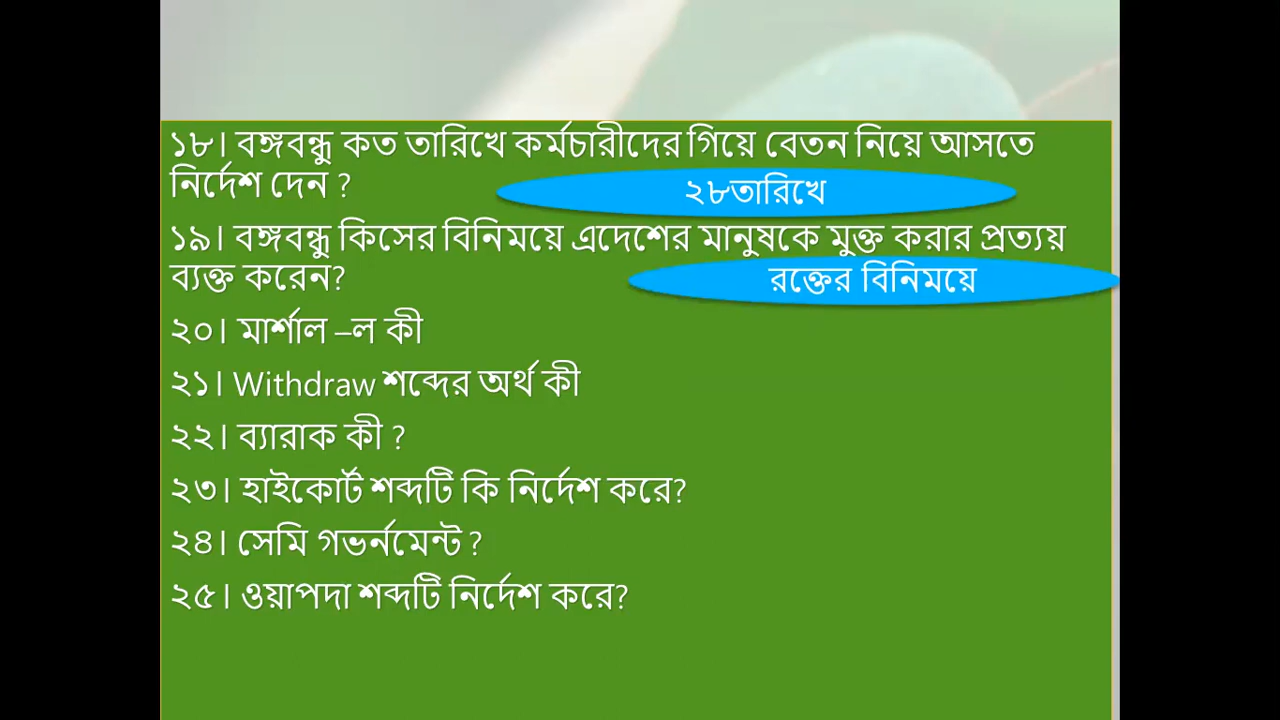 ১৮। বঙ্গবন্ধু কত তারিখে কর্মচারীদের গিয়ে বেতন নিয়ে আসতে
নির্দেশ দেন ?
২৮তারিখে
১৯। বঙ্গবন্ধু কিসের বিনিময়ে এদেশের মানুষকে মুক্ত করার প্রত্যয়
ব্যক্ত করেন?
রক্তের বিনিময়ে
২০। মার্শাল –ল কী
২১। Withdraw শব্দের অর্থ কী
২২। ব্যারাক কী ?
২৩। হাইকোর্ট শব্দটি কি নির্দেশ করে?
২৪। সেমি গভর্নমেন্ট ?
২৫। ওয়াপদা শব্দটি নির্দেশ করে?